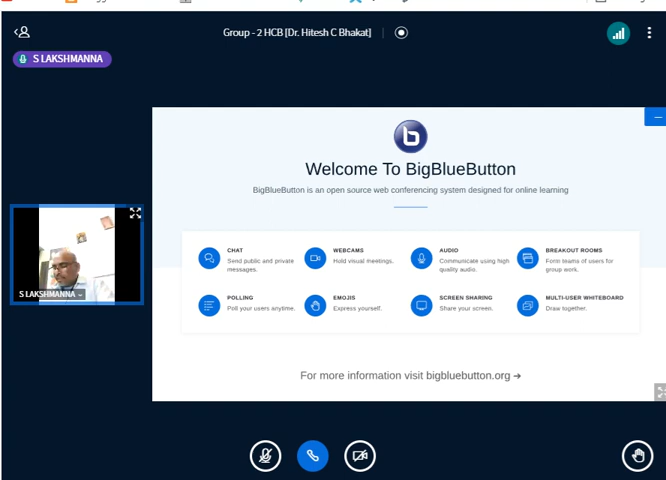 Group - 2 HCB [Dr. Hitesh C Bhakat]
S LAKSHMANNA
Welcome To BigBlueButton
BigBlueButton is an open source web conferencing system designed for online learning
CHAT
Send public and private
messages.
WEBCAMS
Hold visual meetings.
AUDIO
Communicate using high
quality audio.
BREAKOUT ROOMS
Form teams of users for
group work.
POLLING
Poll your users anytime.
EMOJIS
Express yourself.
SCREEN SHARING
Share your screen.
MULTI-USER WHITEBOARD
Draw together.
For more information visit bigbluebutton.org →
S LAKSHMANNA